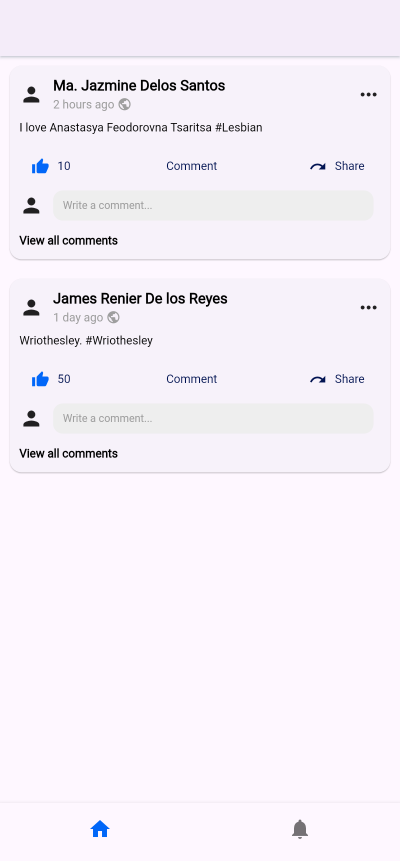 Ma. Jazmine Delos Santos
2 hours ago
I love Anastasya Feodorovna Tsaritsa #Lesbian
10 Comment Share
Write a comment...
View all comments
James Renier De los Reyes
1 day ago
Wriothesley. #Wriothesley
50 Comment Share
Write a comment...
View all comments